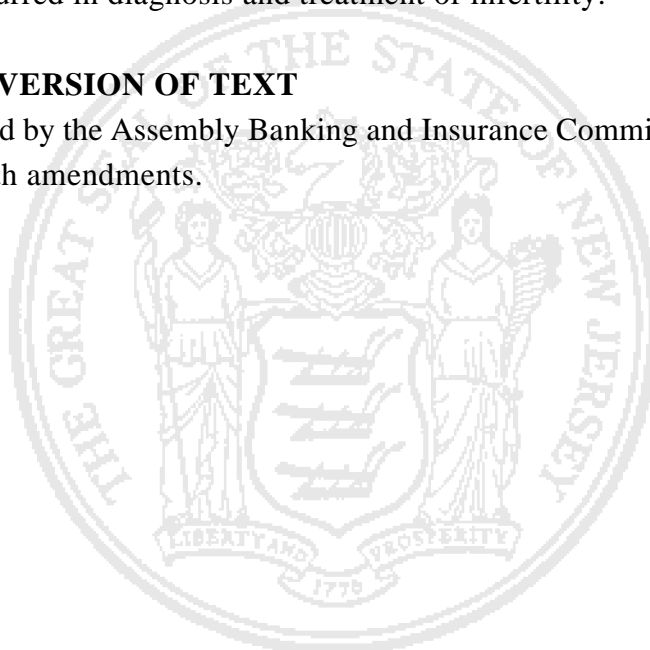 urred in diagnosis and treatment of infertility.
VERSION OF TEXT
d by the Assembly Banking and Insurance Commi
th amendments.
THE GREAT SEAL OF THE STATE OF NEW JERSEY
LIBERTY AND PROSPERITY
1776